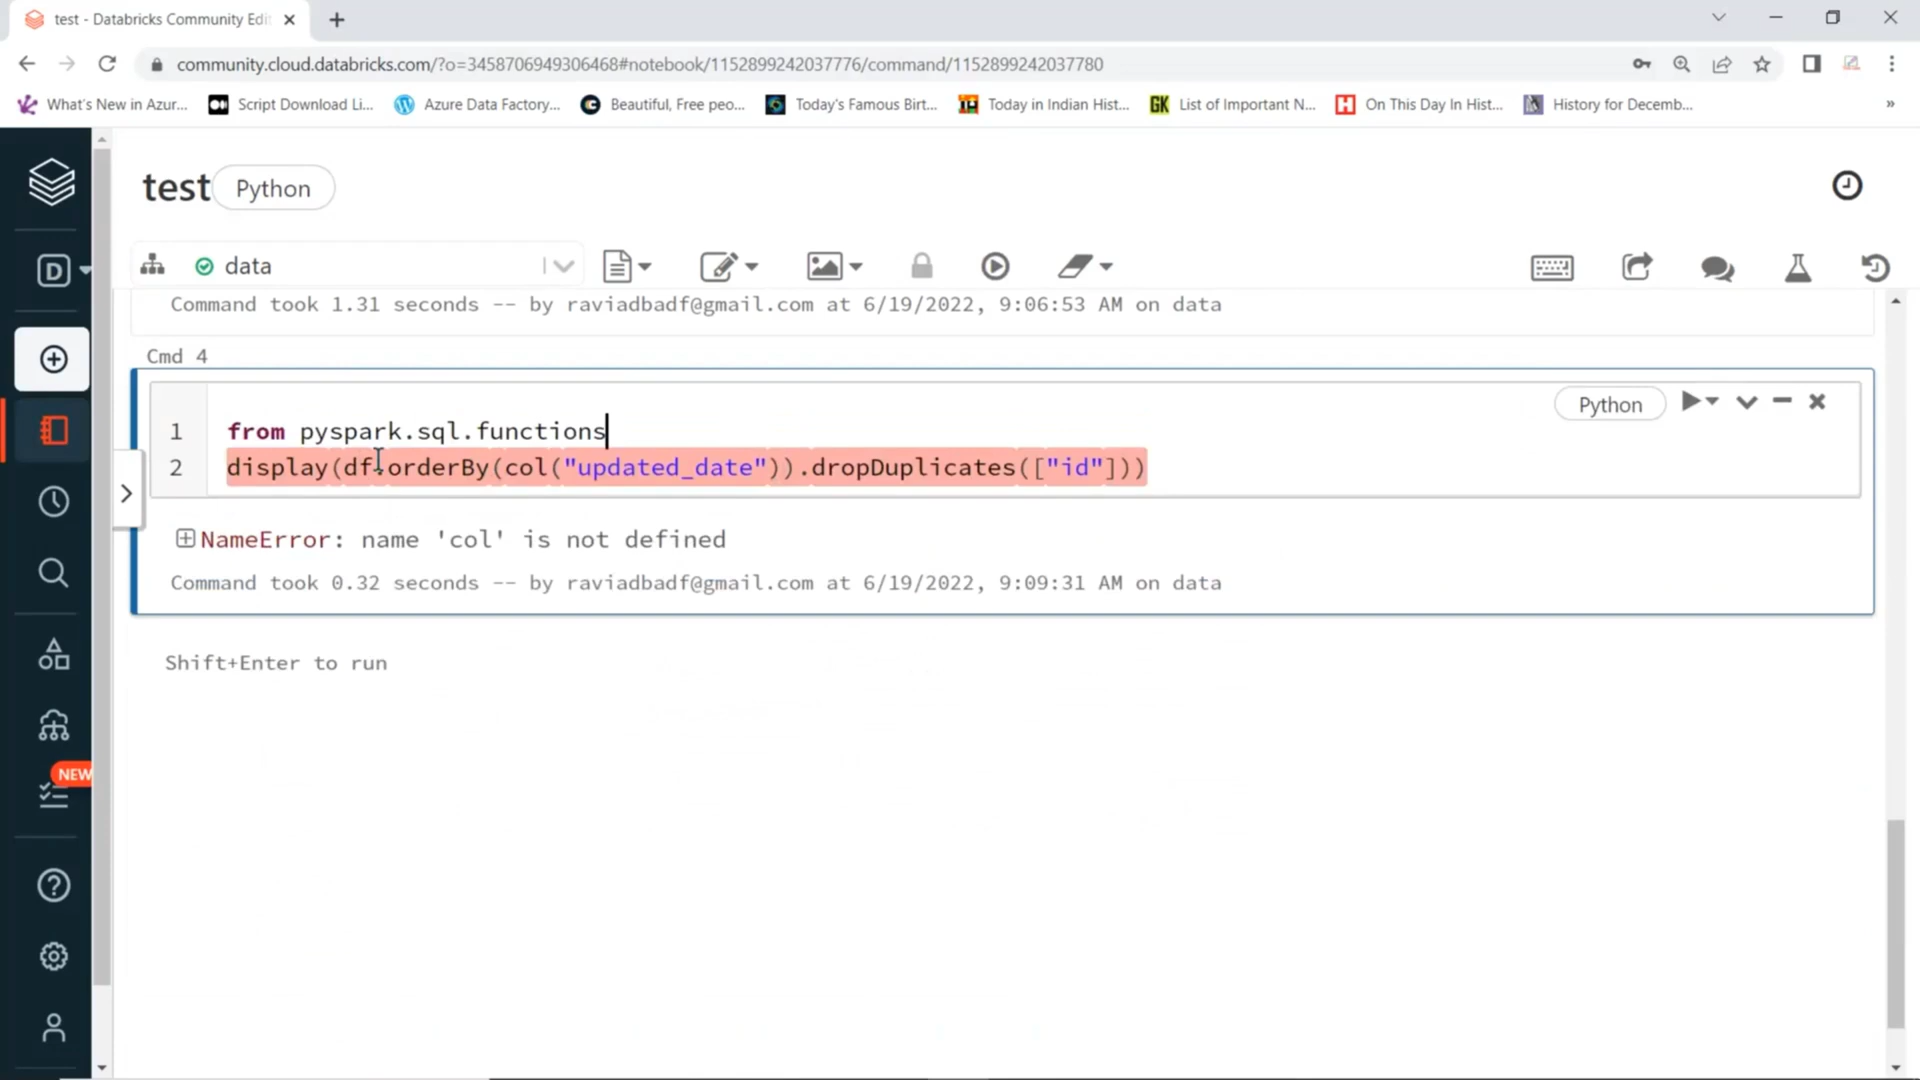 test - Databricks Community Edi
community.cloud.databricks.com/?o=3458706949306468#notebook/1152899242037776/command/1152899242037780
What's New in Azur... Script Download Li... Azure Data Factory... Beautiful, Free peo... Today's Famous Birt... TH Today in Indian Hist... GK List of Important N... H On This Day In Hist... History for Decemb... »
test Python
D data
Command took 1.31 seconds -- by raviadbadf@gmail.com at 6/19/2022, 9:06:53 AM on data
Cmd 4
Python
1 from pyspark.sql.functions
2 display(df.orderBy(col("updated_date")).dropDuplicates(["id"]))
NameError: name 'col' is not defined
Command took 0.32 seconds -- by raviadbadf@gmail.com at 6/19/2022, 9:09:31 AM on data
Shift+Enter to run
NEW